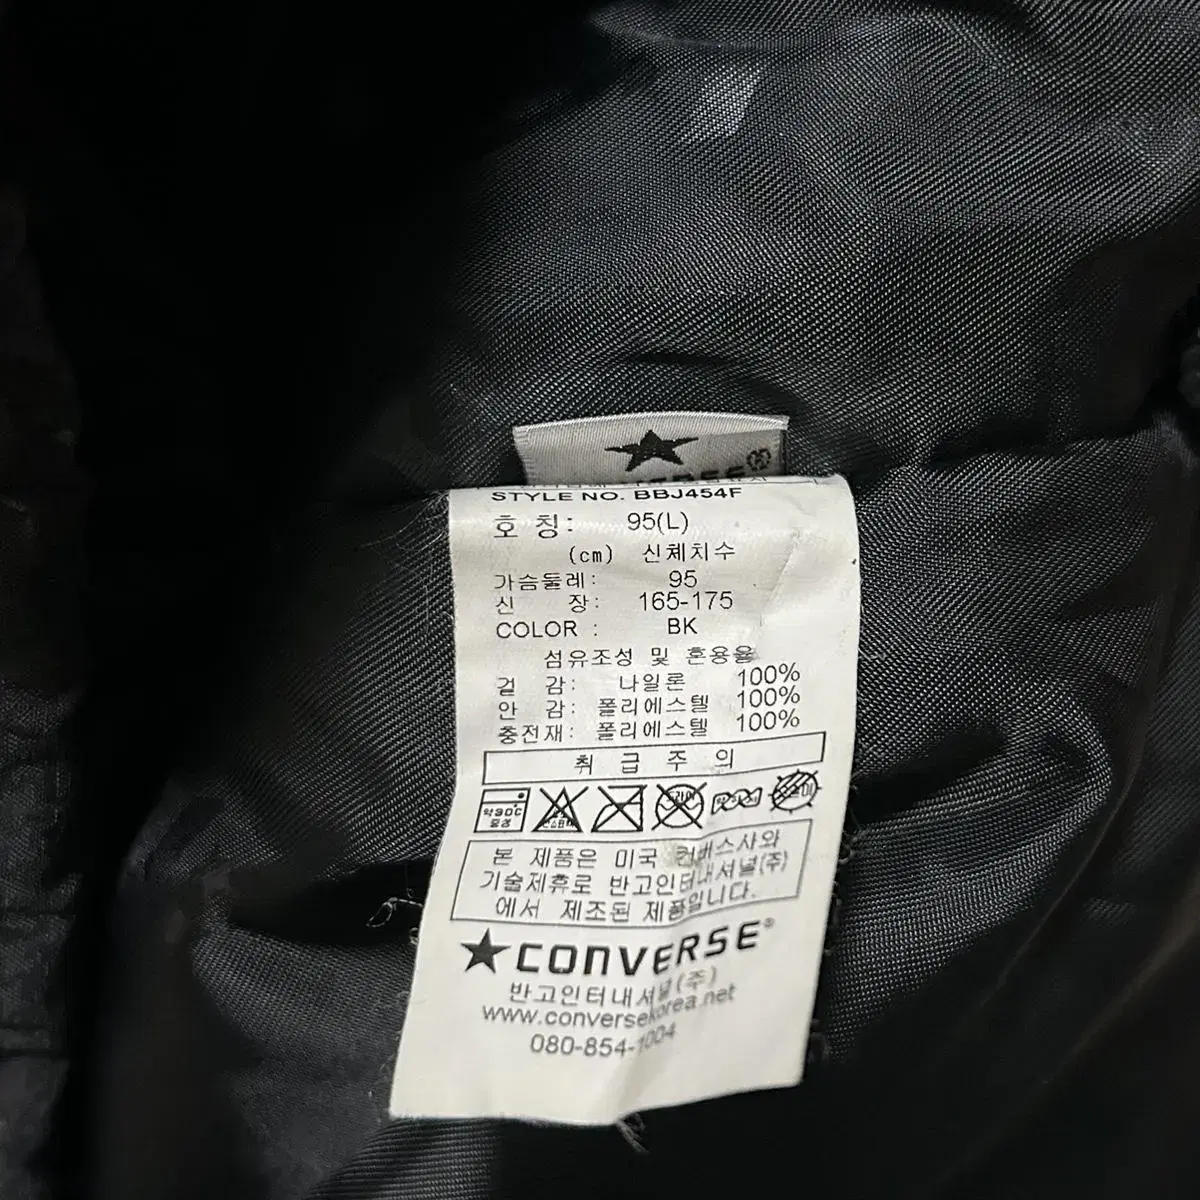 STYLE NO. BBJ454F
호 칭: 95(L)
(cm) 신체치수
가슴둘레: 95
신 장: 165-175
COLOR : BK
섬유조성 및 혼용율
겉 감: 나일론 100%
안 감: 폴리에스텔 100%
충전재: 폴리에스텔 100%
취 급 주 의
약30℃
중성
본 제품은 미국 컨버스사와
기술제휴로 반고인터내셔널(주)
에서 제조된 제품입니다.
CONVERSE®
반고인터내셔널(주)
www.conversekorea.net
080-854-1004